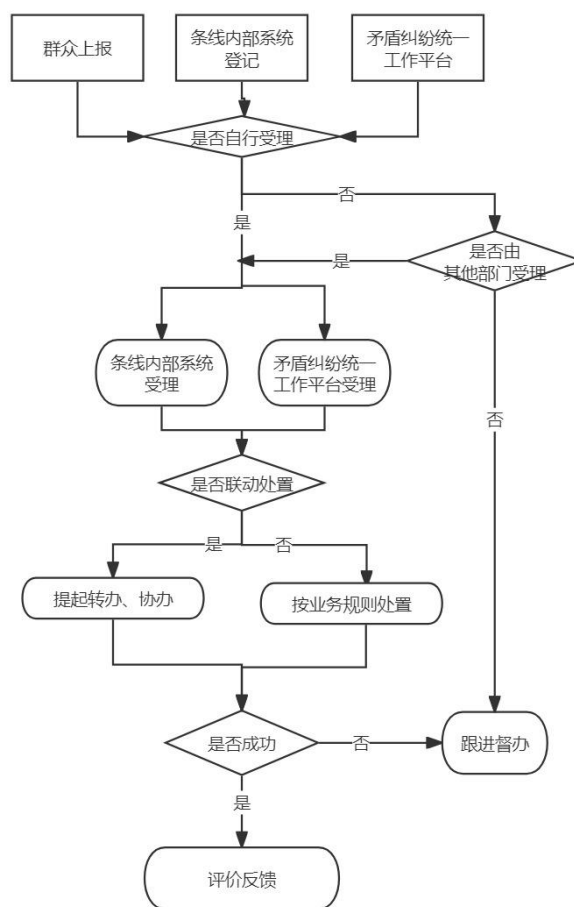 群众上报
条线内部系统
登记
矛盾纠纷统一
工作平台
是否自行受理
否
是
是否由
其他部门受理
是
条线内部系统
受理
矛盾纠纷统一
工作平台受理
否
是否联动处置
是
否
提起转办、协办
按业务规则处置
是否成功
否
跟进督办
是
评价反馈